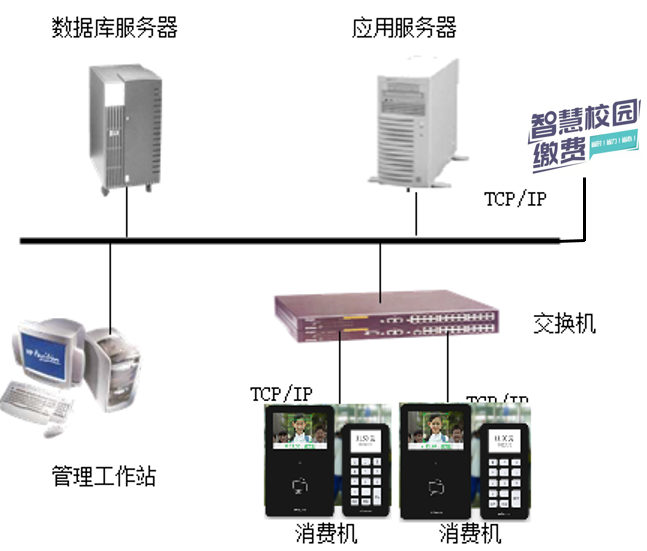 数据库服务器
应用服务器
智慧校园
缴费
TCP/IP
交换机
TCP/IP
TCP/IP
管理工作站
消费机
消费机